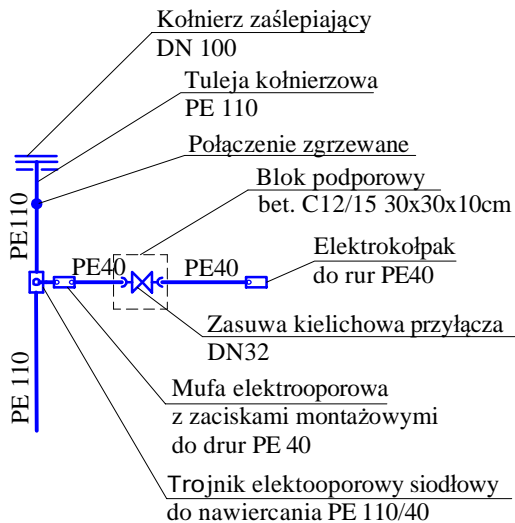 Kołnierz zaślepiający
DN 100
Tuleja kołnierzowa
PE 110
Połączenie zgrzewane
Blok podporowy
bet. C12/15 30x30x10cm
PE110
PE40
PE40
Elektrokołpak
do rur PE40
Zasuwa kielichowa przyłącza
DN32
PE 110
Mufa elektrooporowa
z zaciskami montażowymi
do drur PE 40
Trojnik elektooporowy siodłowy
do nawiercania PE 110/40